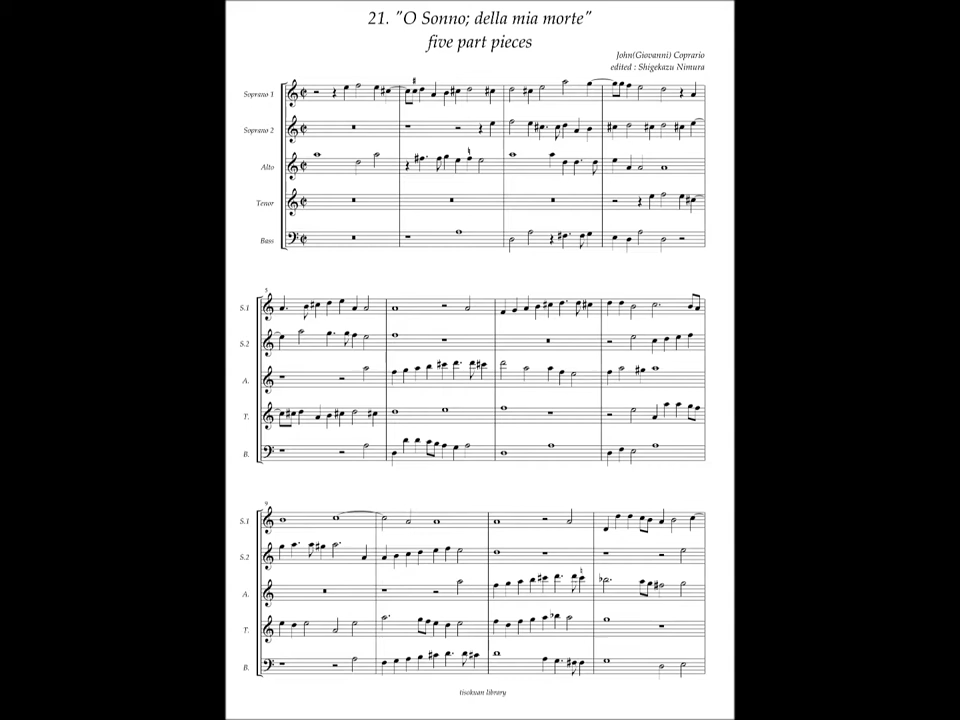 21. "O Sonno; della mia morte"
five part pieces
John(Giovanni) Coprario
edited : Shigekazu Nimura
Soprano 1
Soprano 2
Alto
Tenor
Bass
5
S.1
S.2
A.
T.
B.
9
S.1
S.2
A.
T.
B.
tisokuan library